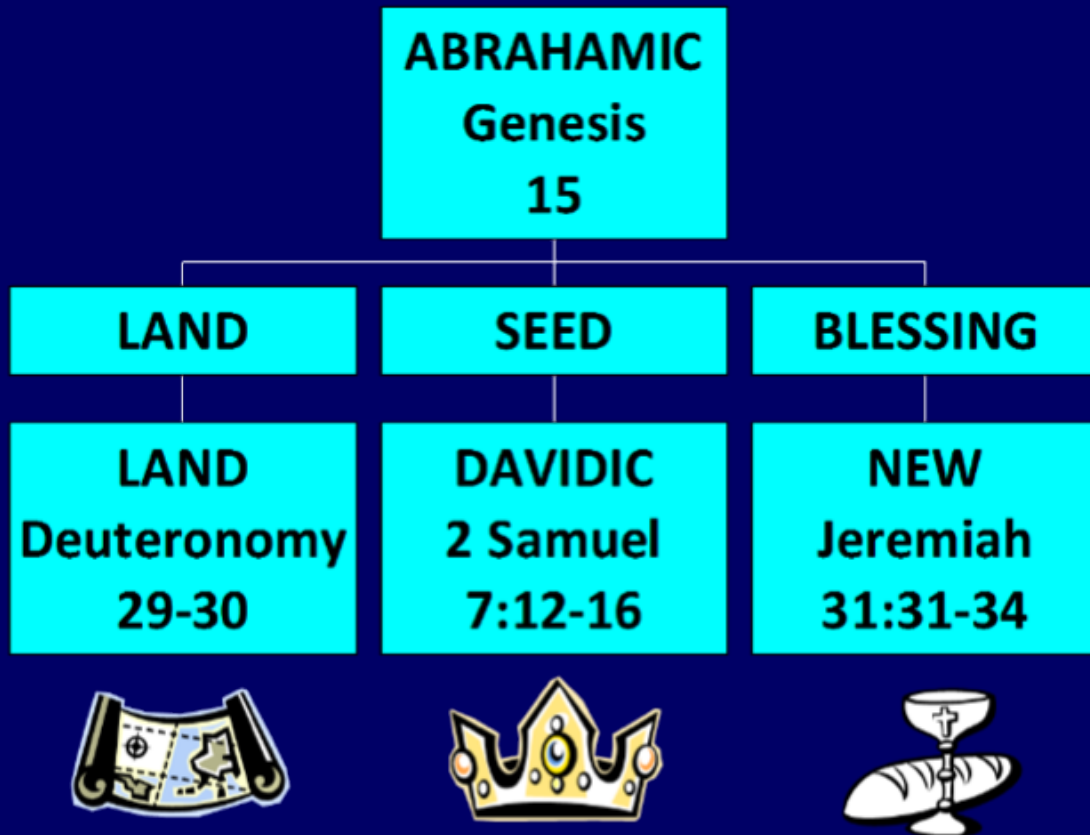 ABRAHAMIC
Genesis
15
LAND
SEED
BLESSING
LAND
Deuteronomy
29-30
DAVIDIC
2 Samuel
7:12-16
NEW
Jeremiah
31:31-34